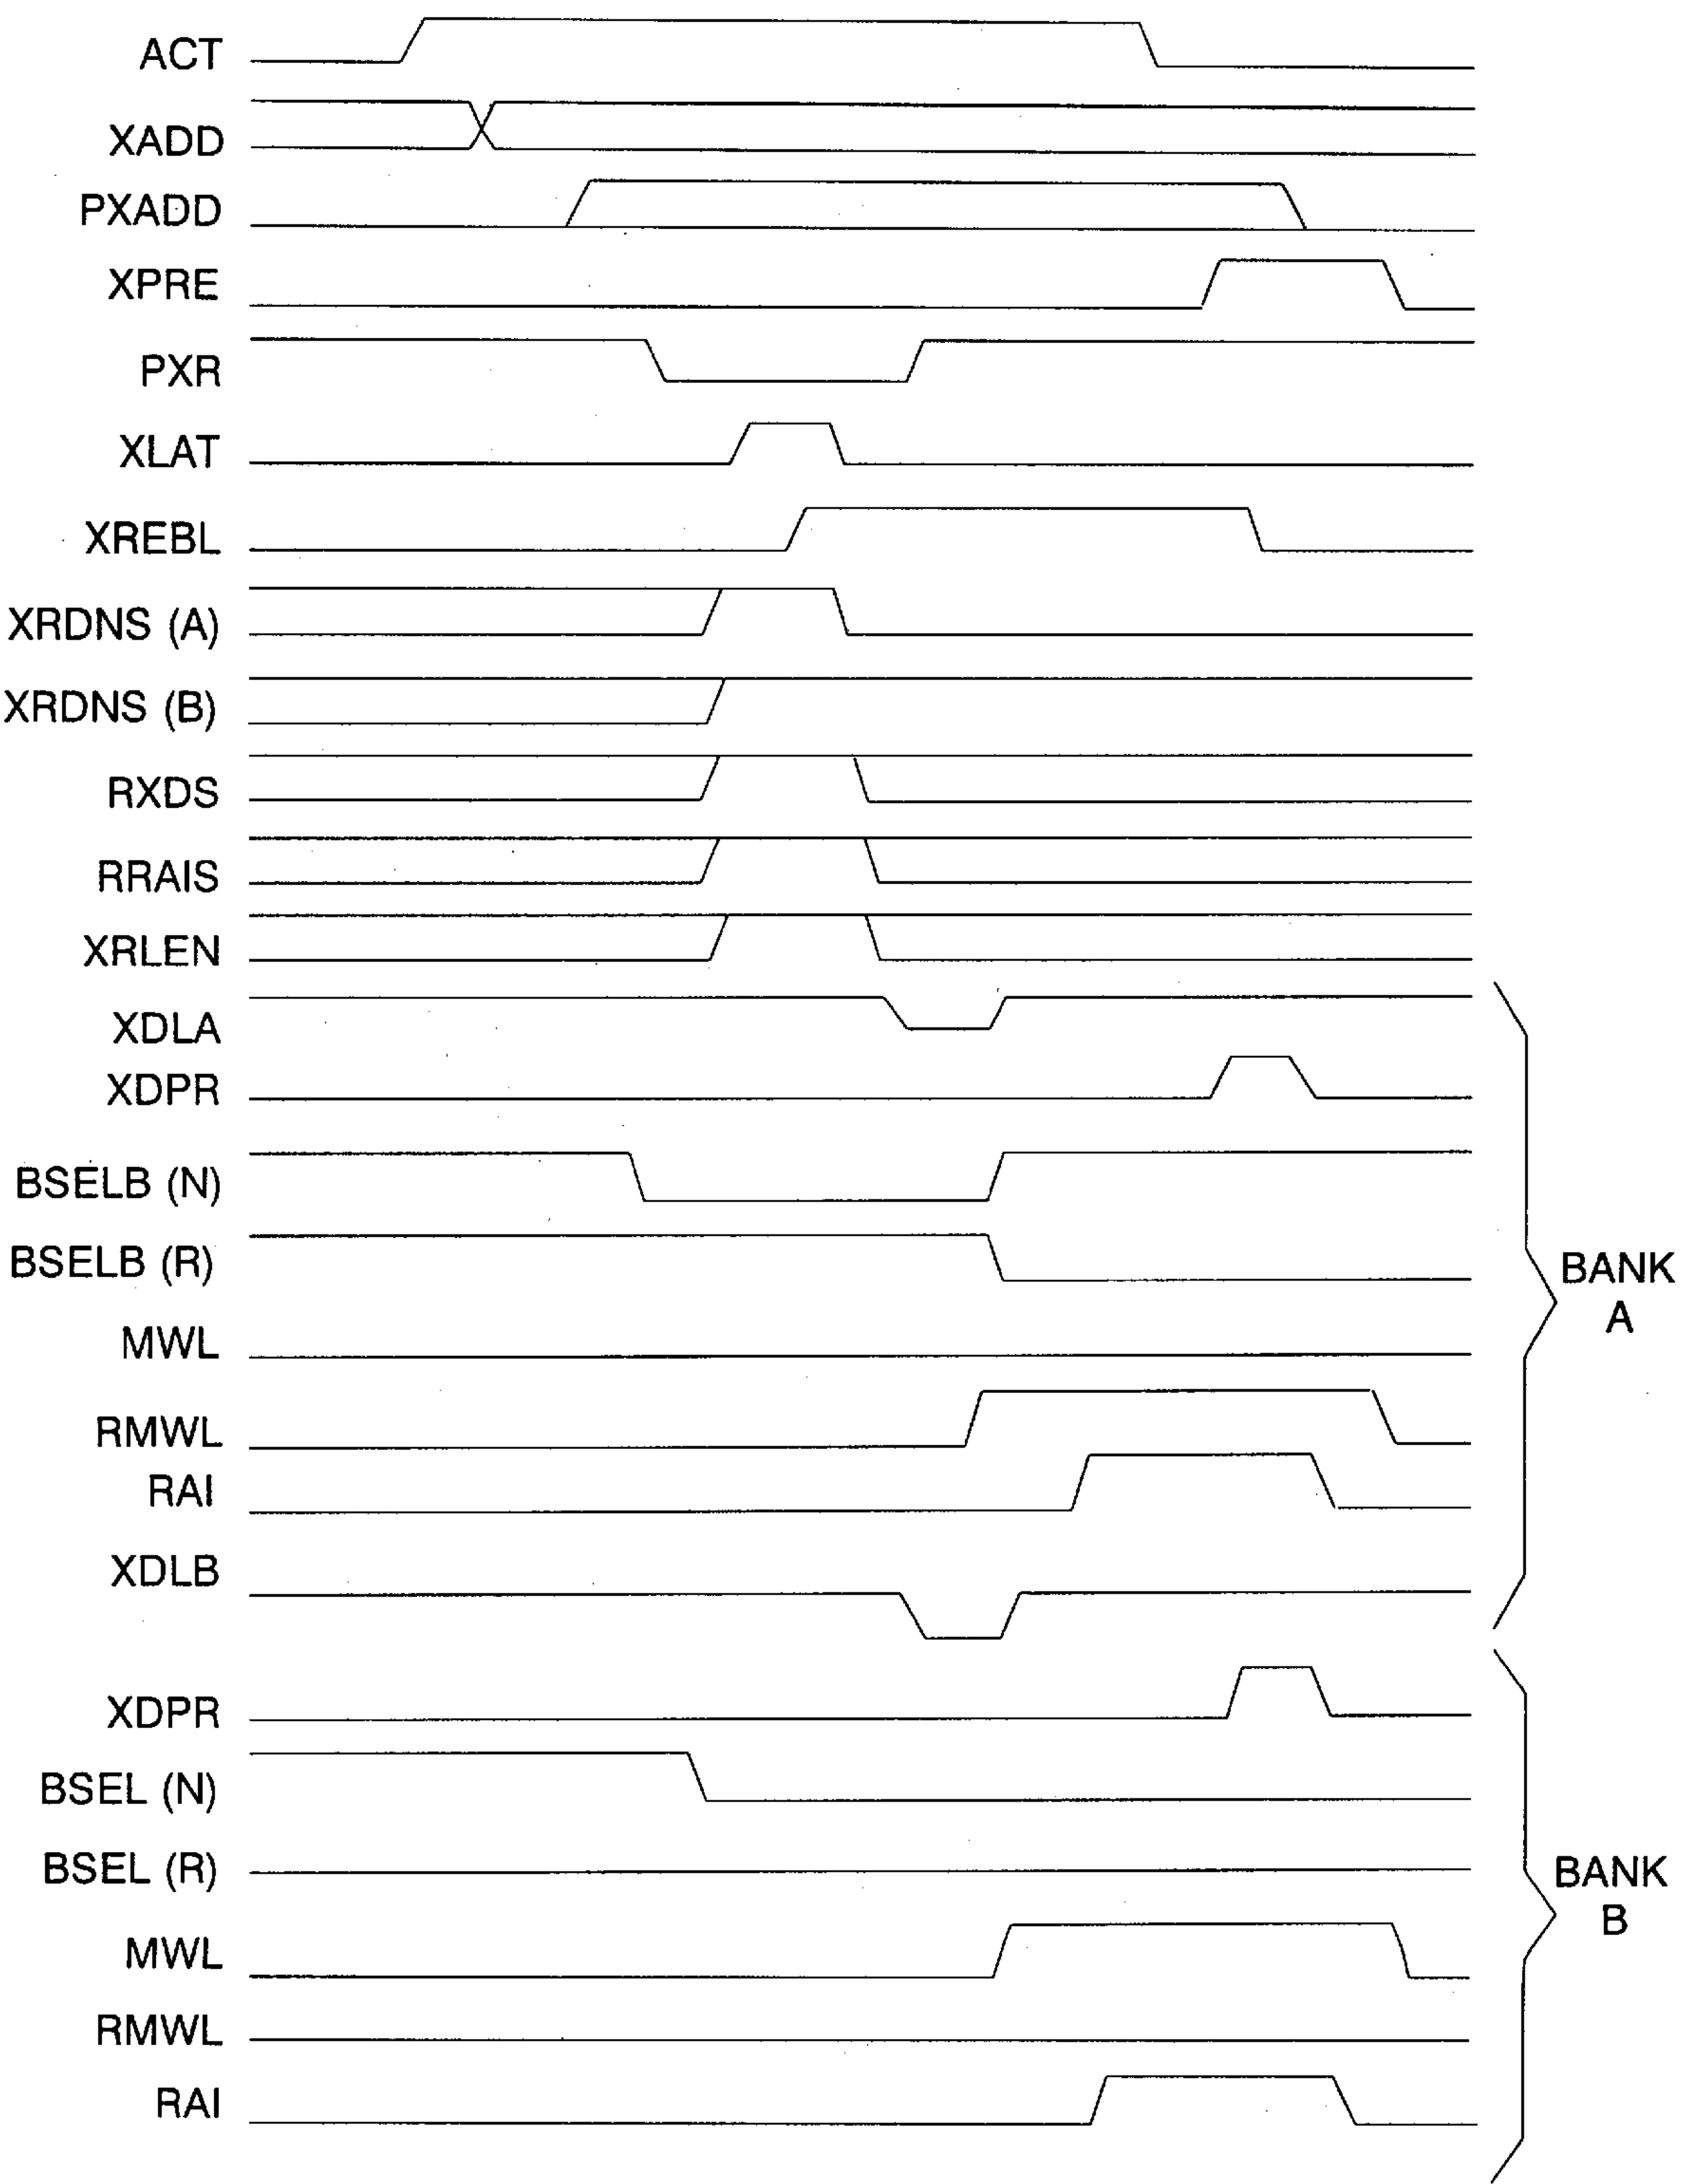 ACT
XADD
PXADD
XPRE
PXR
XLAT
XREBL
XRDNS (A)
XRDNS (B)
RXDS
RRAIS
XRLEN
XDLA
XDPR
BSELB (N)
BSELB (R)
MWL
RMWL
RAI
XDLB
BANK
A
XDPR
BSEL (N)
BSEL (R)
MWL
RMWL
RAI
BANK
B